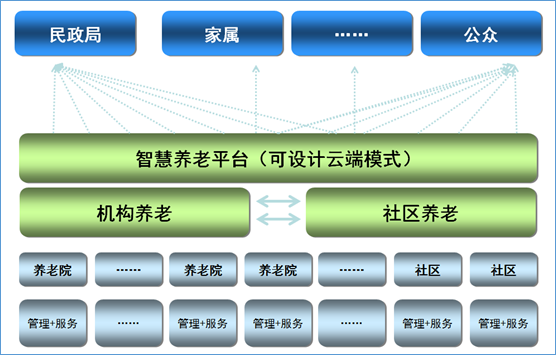 民政局
家属
······
公众
智慧养老平台（可设计云端模式）
机构养老
社区养老
养老院
······
养老院
养老院
······
社区
社区
管理+服务
······
管理+服务
管理+服务
······
管理+服务
管理+服务